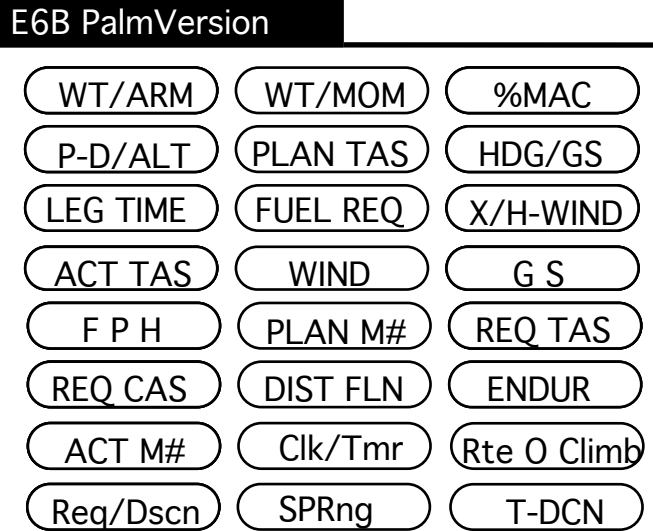 E6B PalmVersion
WT/ARM WT/MOM %MAC
P-D/ALT PLAN TAS HDG/GS
LEG TIME FUEL REQ X/H-WIND
ACT TAS WIND G S
F P H PLAN M# REQ TAS
REQ CAS DIST FLN ENDUR
ACT M# Clk/Tmr Rte O Climb
Req/Dscn SPRng T-DCN